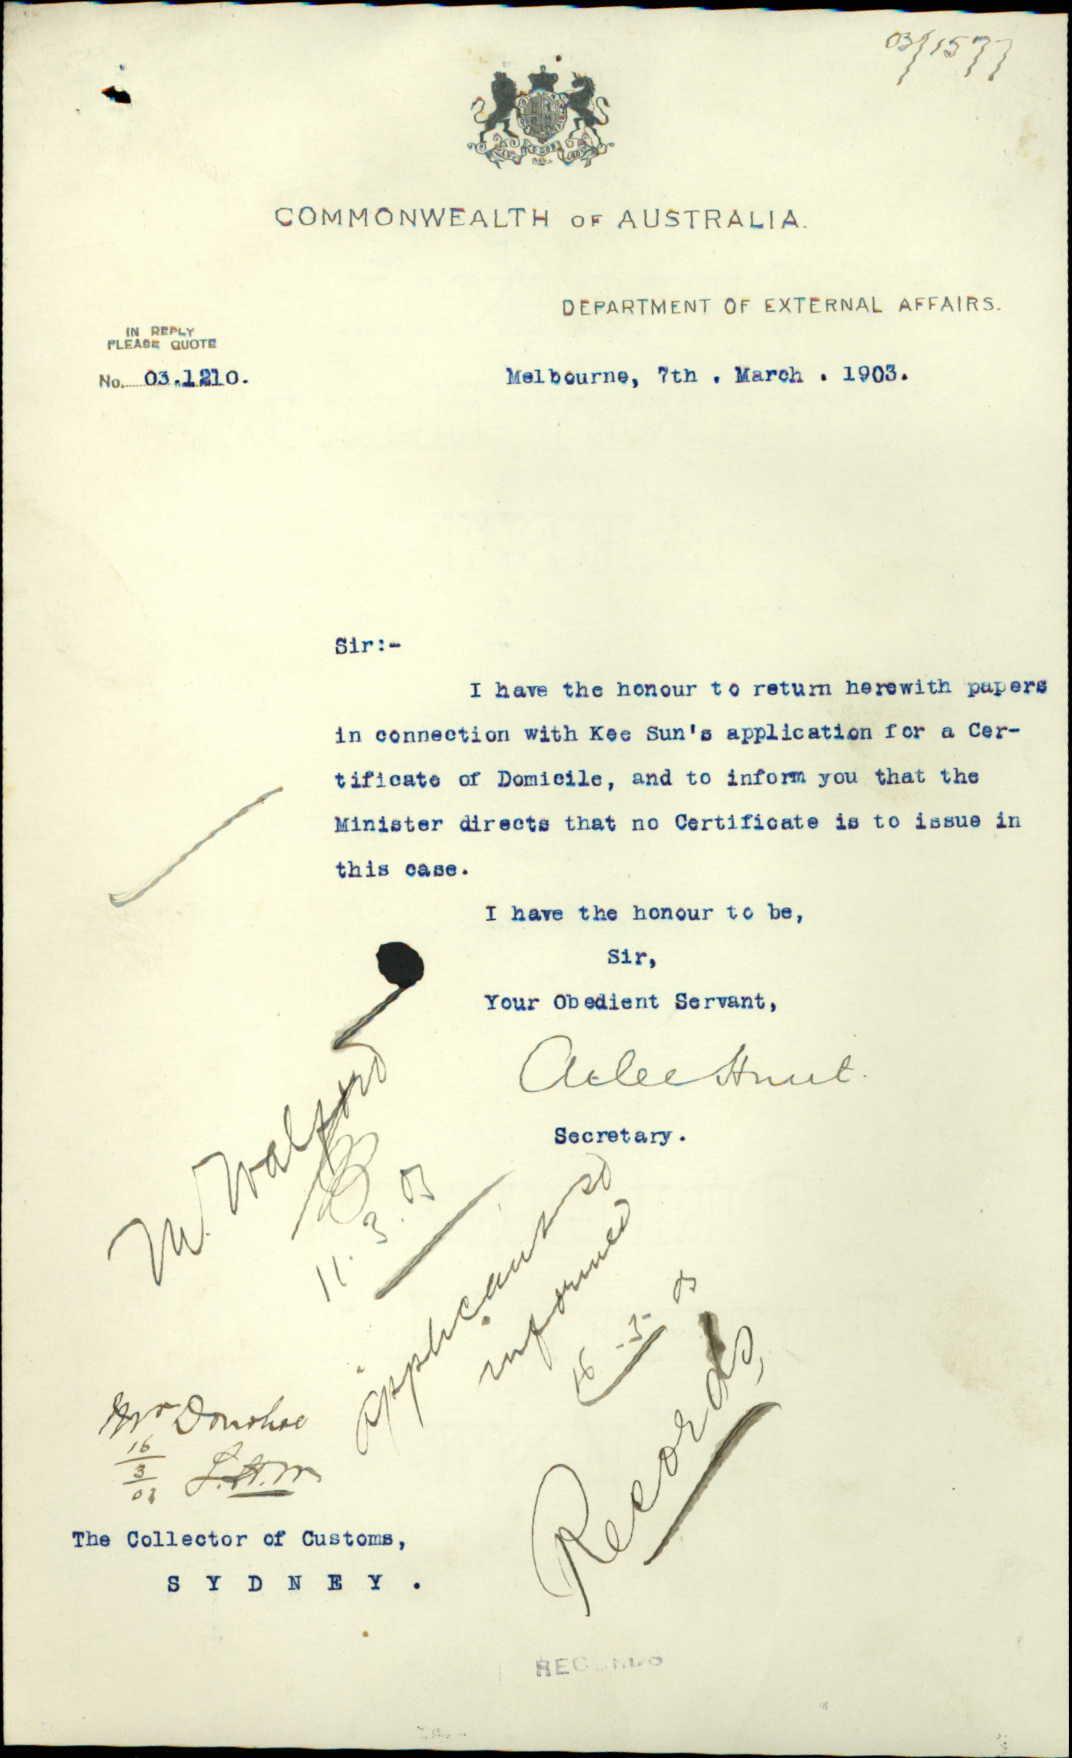 03/1577
COMMONWEALTH OF AUSTRALIA.
DEPARTMENT OF EXTERNAL AFFAIRS.
IN REPLY
PLEASE QUOTE
No. 03.1210.
Melbourne, 7th . March . 1903.
Sir:-
I have the honour to return herewith papers
in connection with Kee Sun's application for a Cer-
tificate of Domicile, and to inform you that the
Minister directs that no Certificate is to issue in
this case.
I have the honour to be,
Sir,
Your Obedient Servant,
Atlee Hunt.
Secretary.
M. Walford
11.3.03
Applicant so
informed
16-3-03
Records
Mr Donohoe
16
3
03
The Collector of Customs,
SYDNEY.
RECORDS